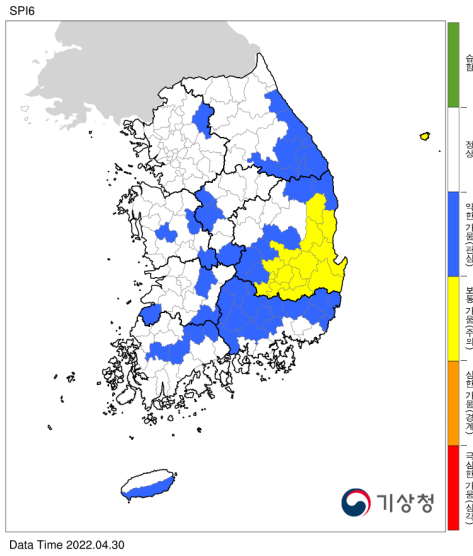 SPI6
습함
정상
약한 가뭄(관심)
보통 가뭄(주의)
심한 가뭄(경계)
극심한 가뭄(심각)
기상청
Data Time 2022.04.30